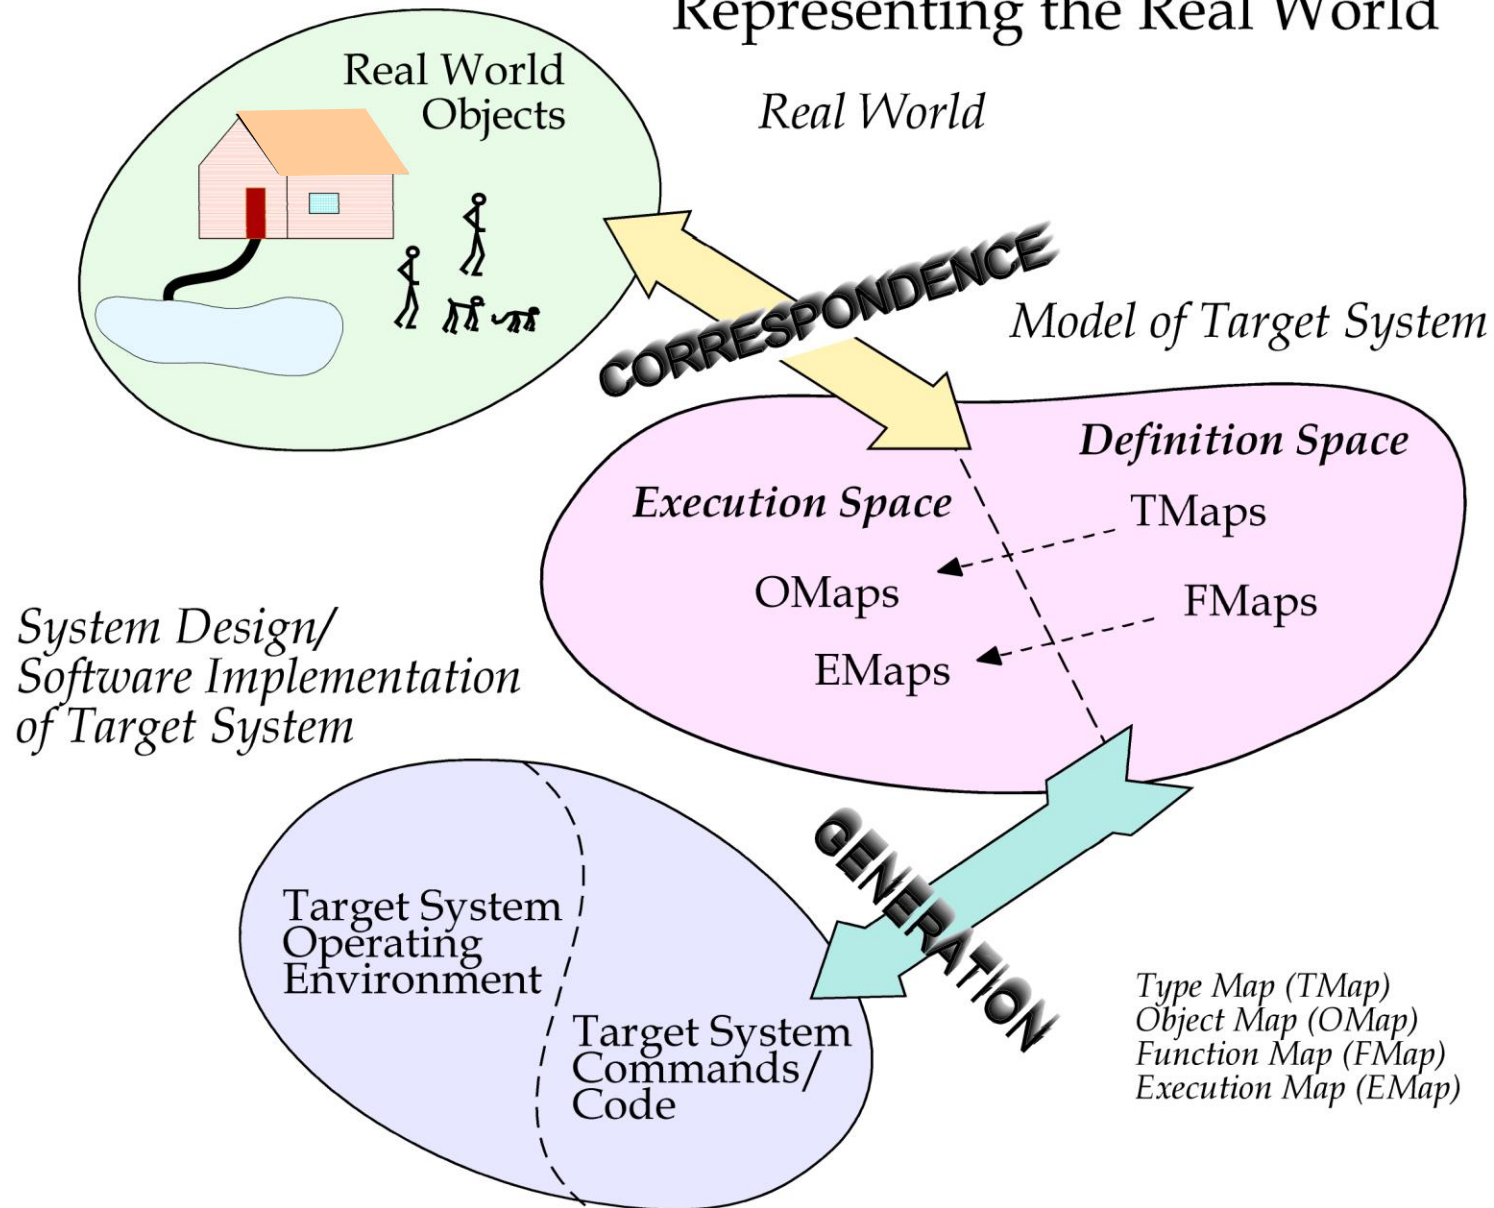 Representing the Real World
Real World
Objects
Real World
CORRESPONDENCE
Model of Target System
Definition Space
Execution Space
TMaps
OMaps
FMaps
EMaps
System Design/
Software Implementation
of Target System
GENERATION
Target System
Operating
Environment
Target System
Commands/
Code
Type Map (TMap)
Object Map (OMap)
Function Map (FMap)
Execution Map (EMap)